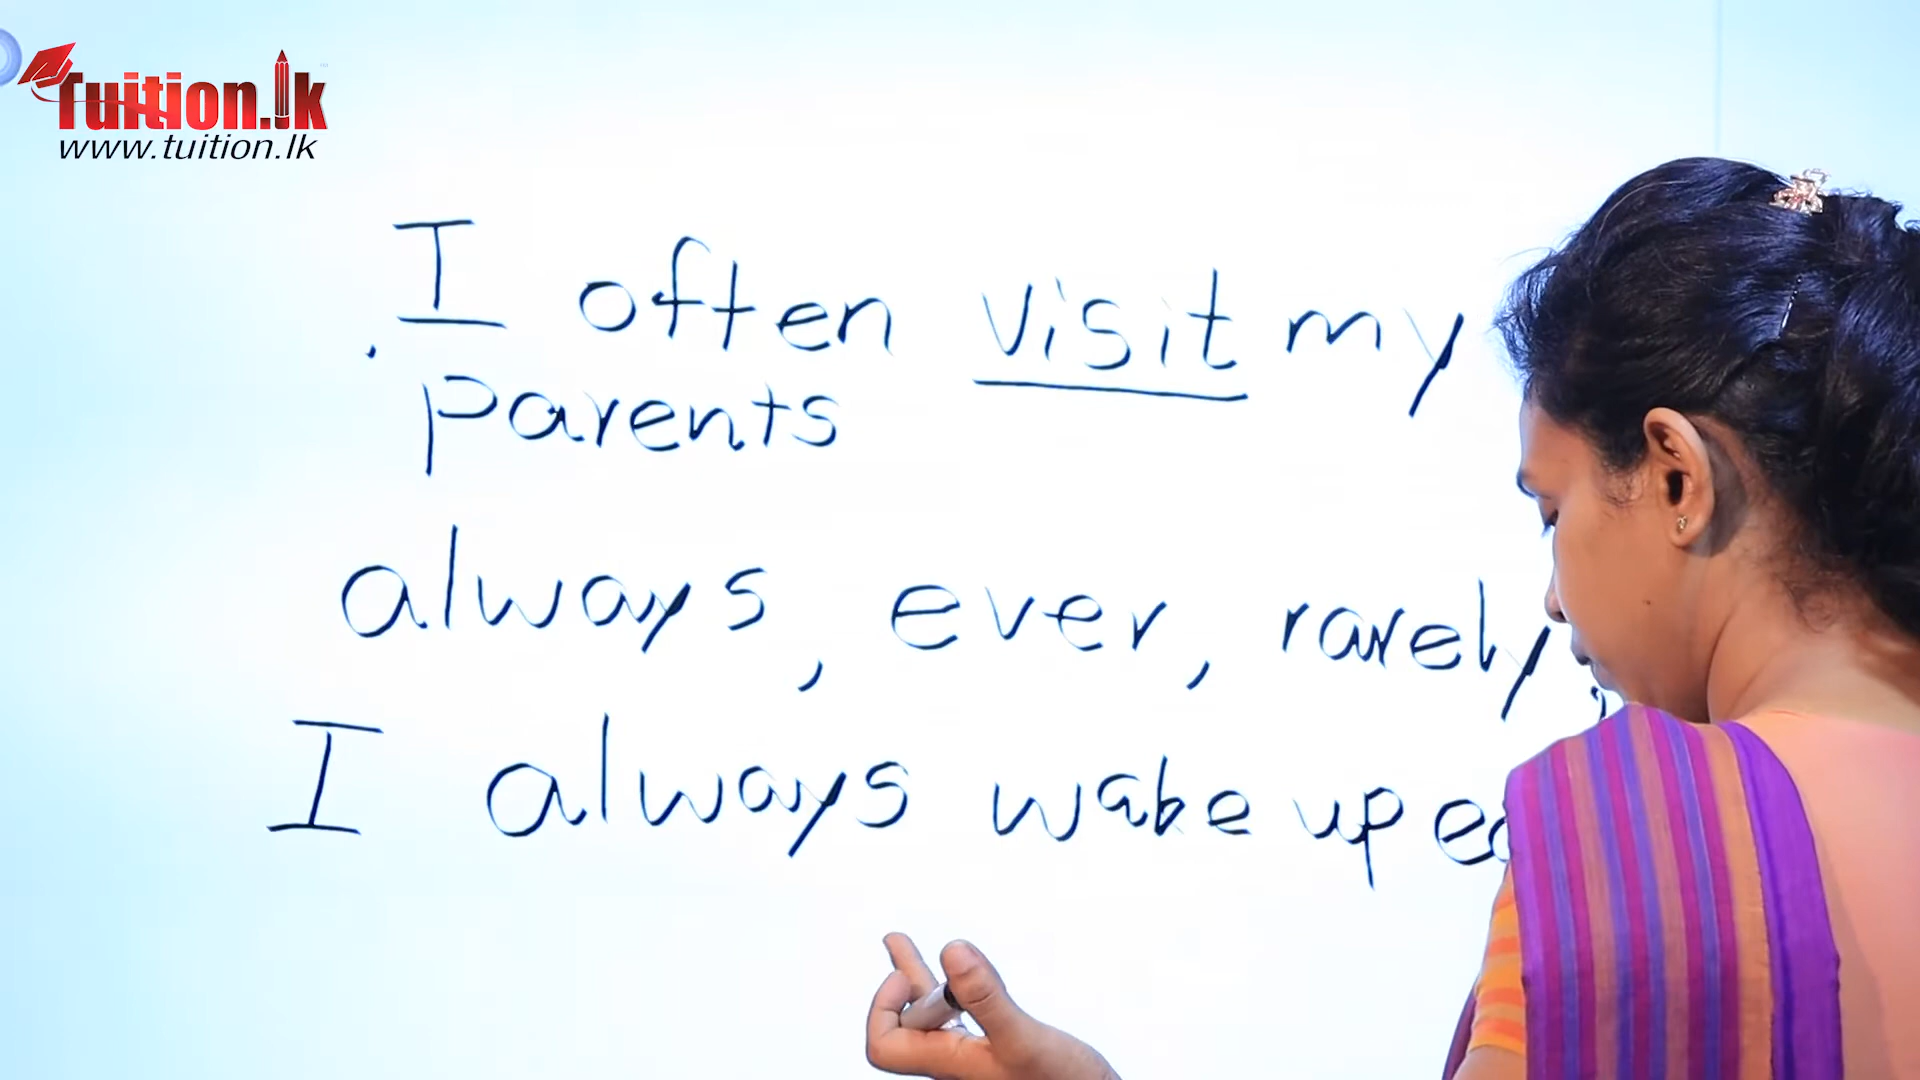 Tuition.lk
www.tuition.lk
I often visit my
parents
always, ever, rarely,
I always wake up